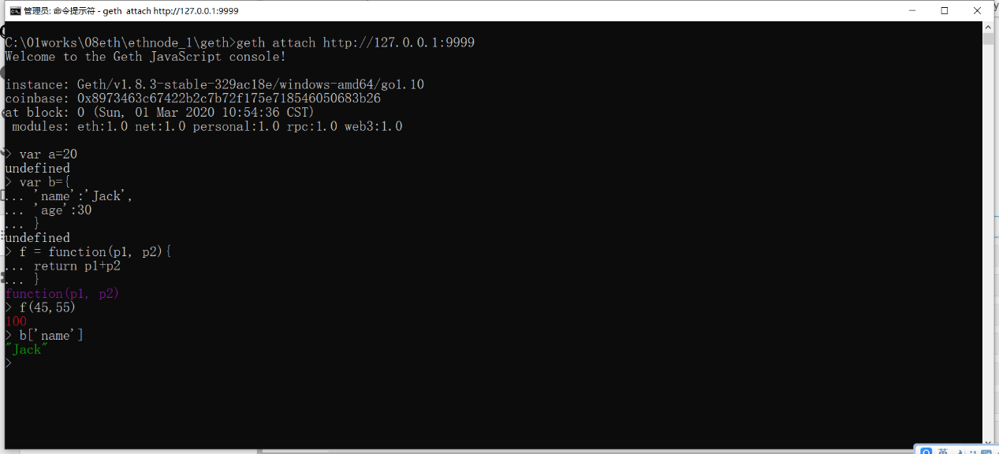 管理员: 命令提示符 - geth  attach http://127.0.0.1:9999
C:\01works\08eth\ethnode_1\geth>geth attach http://127.0.0.1:9999
Welcome to the Geth JavaScript console!
instance: Geth/v1.8.3-stable-329ac18e/windows-amd64/go1.10
coinbase: 0x8973463c67422b2c7b72f175e718546050683b26
at block: 0 (Sun, 01 Mar 2020 10:54:36 CST)
 modules: eth:1.0 net:1.0 personal:1.0 rpc:1.0 web3:1.0
> var a=20
undefined
> var b={
... 'name':'Jack',
... 'age':30
... }
undefined
> f = function(p1, p2){
... return p1+p2
... }
function(p1, p2)
> f(45,55)
100
> b['name']
"Jack"
>
英